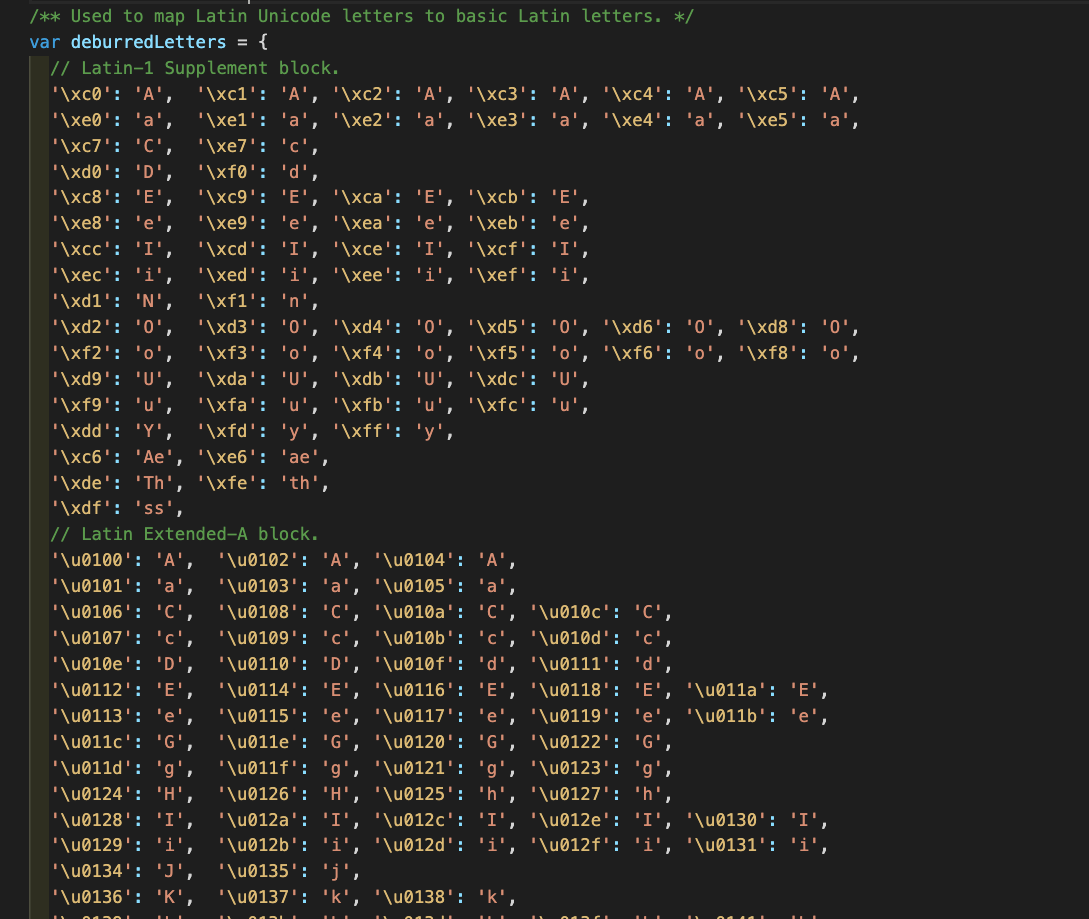 /** Used to map Latin Unicode letters to basic Latin letters. */
var deburredLetters = {
// Latin-1 Supplement block.
'\xc0': 'A',  '\xc1': 'A', '\xc2': 'A', '\xc3': 'A', '\xc4': 'A', '\xc5': 'A',
'\xe0': 'a',  '\xe1': 'a', '\xe2': 'a', '\xe3': 'a', '\xe4': 'a', '\xe5': 'a',
'\xc7': 'C',  '\xe7': 'c',
'\xd0': 'D',  '\xf0': 'd',
'\xc8': 'E',  '\xc9': 'E', '\xca': 'E', '\xcb': 'E',
'\xe8': 'e',  '\xe9': 'e', '\xea': 'e', '\xeb': 'e',
'\xcc': 'I',  '\xcd': 'I', '\xce': 'I', '\xcf': 'I',
'\xec': 'i',  '\xed': 'i', '\xee': 'i', '\xef': 'i',
'\xd1': 'N',  '\xf1': 'n',
'\xd2': 'O',  '\xd3': 'O', '\xd4': 'O', '\xd5': 'O', '\xd6': 'O', '\xd8': 'O',
'\xf2': 'o',  '\xf3': 'o', '\xf4': 'o', '\xf5': 'o', '\xf6': 'o', '\xf8': 'o',
'\xd9': 'U',  '\xda': 'U', '\xdb': 'U', '\xdc': 'U',
'\xf9': 'u',  '\xfa': 'u', '\xfb': 'u', '\xfc': 'u',
'\xdd': 'Y',  '\xfd': 'y', '\xff': 'y',
'\xc6': 'Ae', '\xe6': 'ae',
'\xde': 'Th', '\xfe': 'th',
'\xdf': 'ss',
// Latin Extended-A block.
'\u0100': 'A',  '\u0102': 'A', '\u0104': 'A',
'\u0101': 'a',  '\u0103': 'a', '\u0105': 'a',
'\u0106': 'C',  '\u0108': 'C', '\u010a': 'C', '\u010c': 'C',
'\u0107': 'c',  '\u0109': 'c', '\u010b': 'c', '\u010d': 'c',
'\u010e': 'D',  '\u0110': 'D', '\u010f': 'd', '\u0111': 'd',
'\u0112': 'E',  '\u0114': 'E', '\u0116': 'E', '\u0118': 'E', '\u011a': 'E',
'\u0113': 'e',  '\u0115': 'e', '\u0117': 'e', '\u0119': 'e', '\u011b': 'e',
'\u011c': 'G',  '\u011e': 'G', '\u0120': 'G', '\u0122': 'G',
'\u011d': 'g',  '\u011f': 'g', '\u0121': 'g', '\u0123': 'g',
'\u0124': 'H',  '\u0126': 'H', '\u0125': 'h', '\u0127': 'h',
'\u0128': 'I',  '\u012a': 'I', '\u012c': 'I', '\u012e': 'I', '\u0130': 'I',
'\u0129': 'i',  '\u012b': 'i', '\u012d': 'i', '\u012f': 'i', '\u0131': 'i',
'\u0134': 'J',  '\u0135': 'j',
'\u0136': 'K',  '\u0137': 'k', '\u0138': 'k',